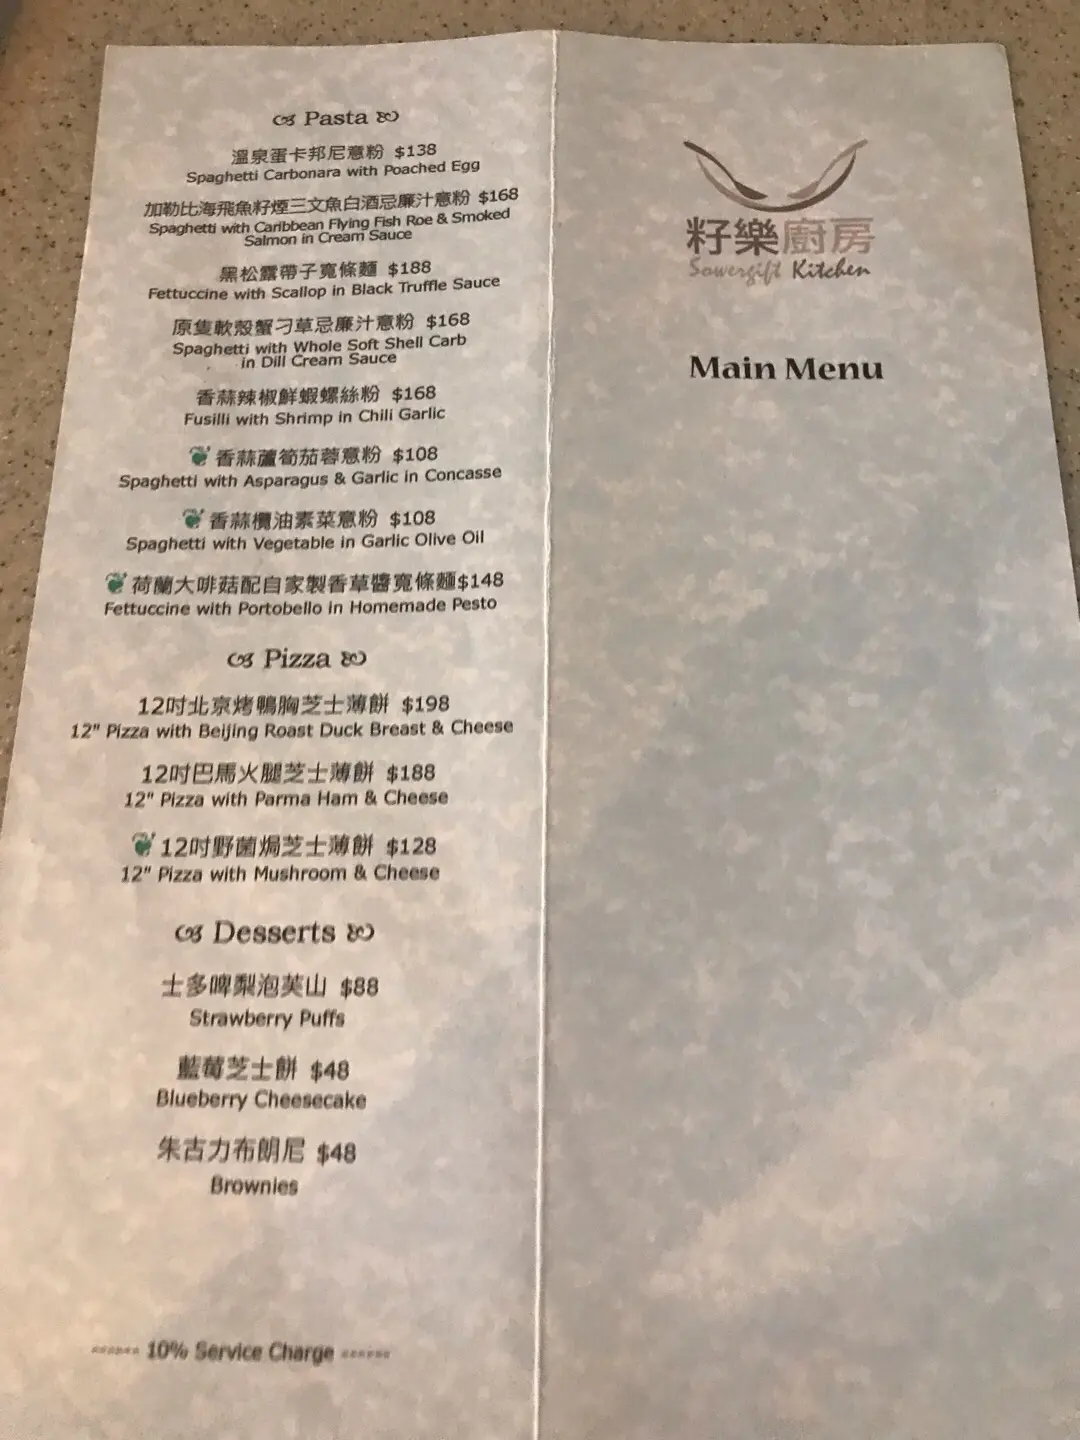 Pasta
溫泉蛋卡邦尼意粉 $138
Spaghetti Carbonara with Poached Egg
加勒比海飛魚籽煙三文魚白酒忌廉汁意粉 $168
Spaghetti with Caribbean Flying Fish Roe & Smoked
Salmon in Cream Sauce
黑松露帶子寬條麵 $188
Fettuccine with Scallop in Black Truffle Sauce
原隻軟殼蟹刁草忌廉汁意粉 $168
Spaghetti with Whole Soft Shell Carb
in Dill Cream Sauce
香蒜辣椒鮮蝦螺絲粉 $168
Fusilli with Shrimp in Chili Garlic
香蒜蘆筍茄蓉意粉 $108
Spaghetti with Asparagus & Garlic in Concasse
香蒜欖油素菜意粉 $108
Spaghetti with Vegetable in Garlic Olive Oil
荷蘭大啡菇配自家製香草醬寬條麵$148
Fettuccine with Portobello in Homemade Pesto
Pizza
12吋北京烤鴨胸芝士薄餅 $198
12" Pizza with Beijing Roast Duck Breast & Cheese
12吋巴馬火腿芝士薄餅 $188
12" Pizza with Parma Ham & Cheese
12吋野菌焗芝士薄餅 $128
12" Pizza with Mushroom & Cheese
Desserts
士多啤梨泡芙山 $88
Strawberry Puffs
藍莓芝士餅 $48
Blueberry Cheesecake
朱古力布朗尼 $48
Brownies
10% Service Charge
籽樂廚房
Sowergift Kitchen
Main Menu